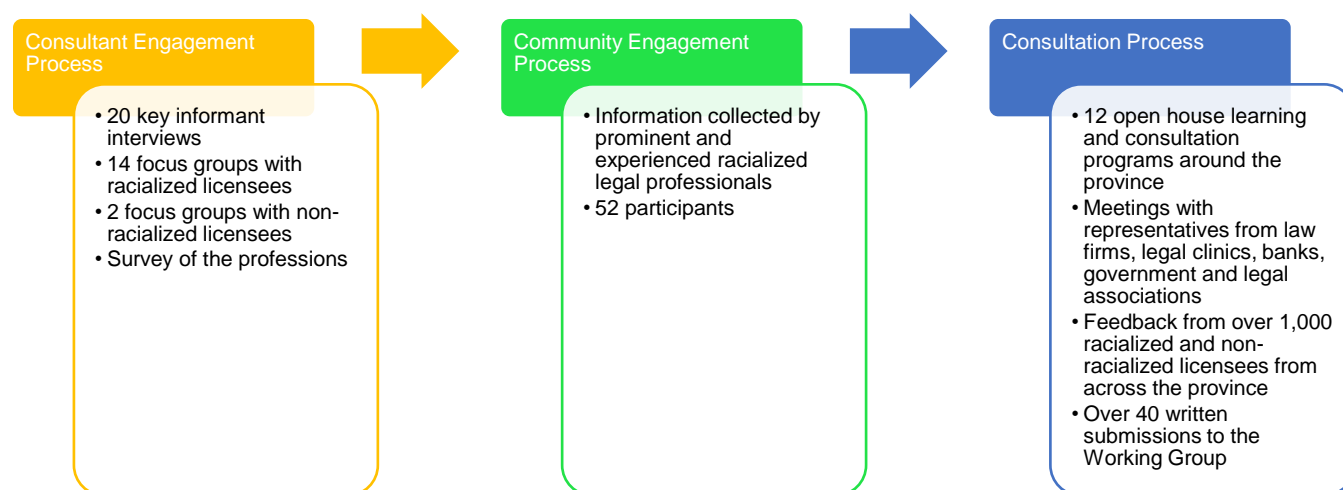 Consultant Engagement
Process
• 20 key informant
interviews
• 14 focus groups with
racialized licensees
• 2 focus groups with non-
racialized licensees
• Survey of the professions
Community Engagement
Process
• Information collected by
prominent and
experienced racialized
legal professionals
• 52 participants
Consultation Process
• 12 open house learning
and consultation
programs around the
province
• Meetings with
representatives from law
firms, legal clinics, banks,
government and legal
associations
• Feedback from over 1,000
racialized and non-
racialized licensees from
across the province
• Over 40 written
submissions to the
Working Group